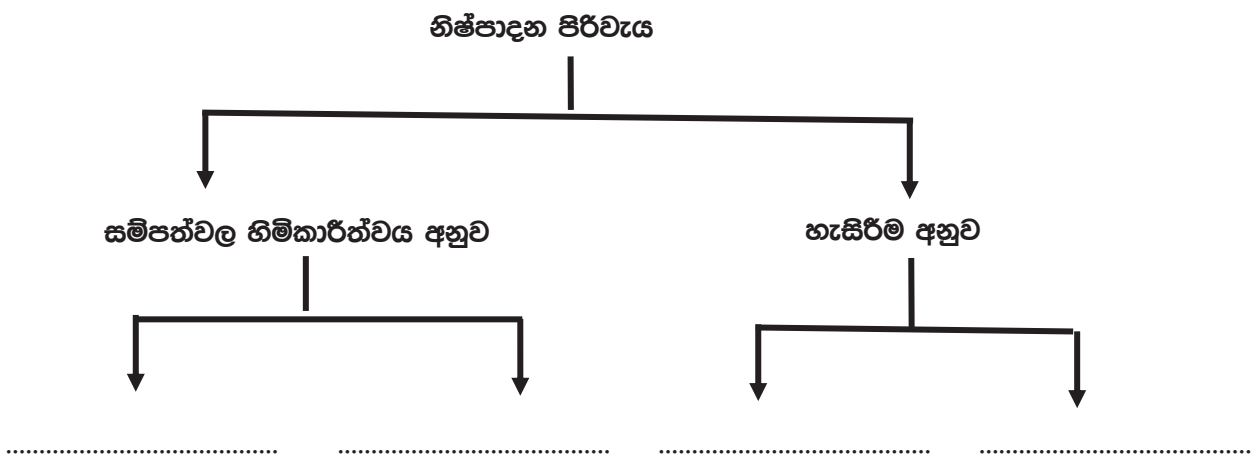 නිෂ්පාදන පිරිවැය
සම්පත්වල හිමිකාරීත්වය අනුව
හැසිරීම අනුව